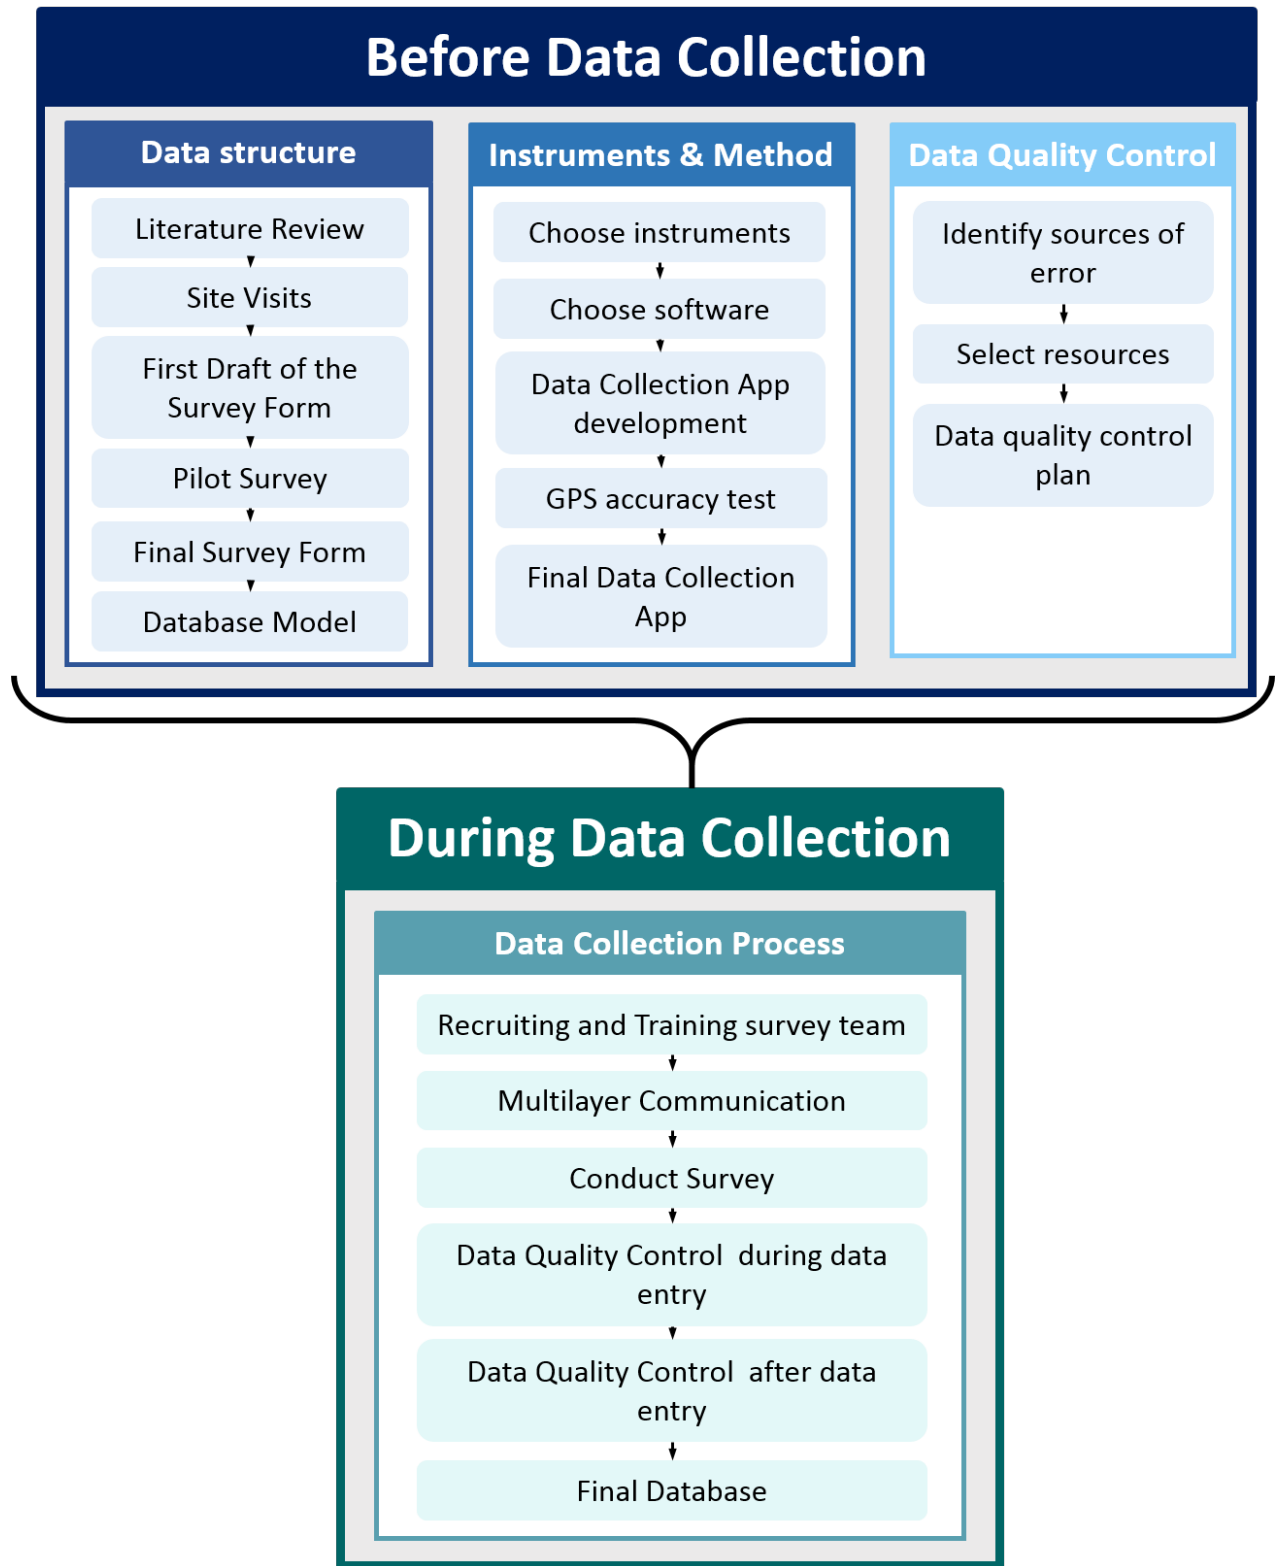 Before Data Collection
Data structure
Literature Review
Site Visits
First Draft of the
Survey Form
Pilot Survey
Final Survey Form
Database Model
Instruments & Method
Choose instruments
Choose software
Data Collection App
development
GPS accuracy test
Final Data Collection
App
Data Quality Control
Identify sources of
error
Select resources
Data quality control
plan
During Data Collection
Data Collection Process
Recruiting and Training survey team
Multilayer Communication
Conduct Survey
Data Quality Control  during data
entry
Data Quality Control  after data
entry
Final Database